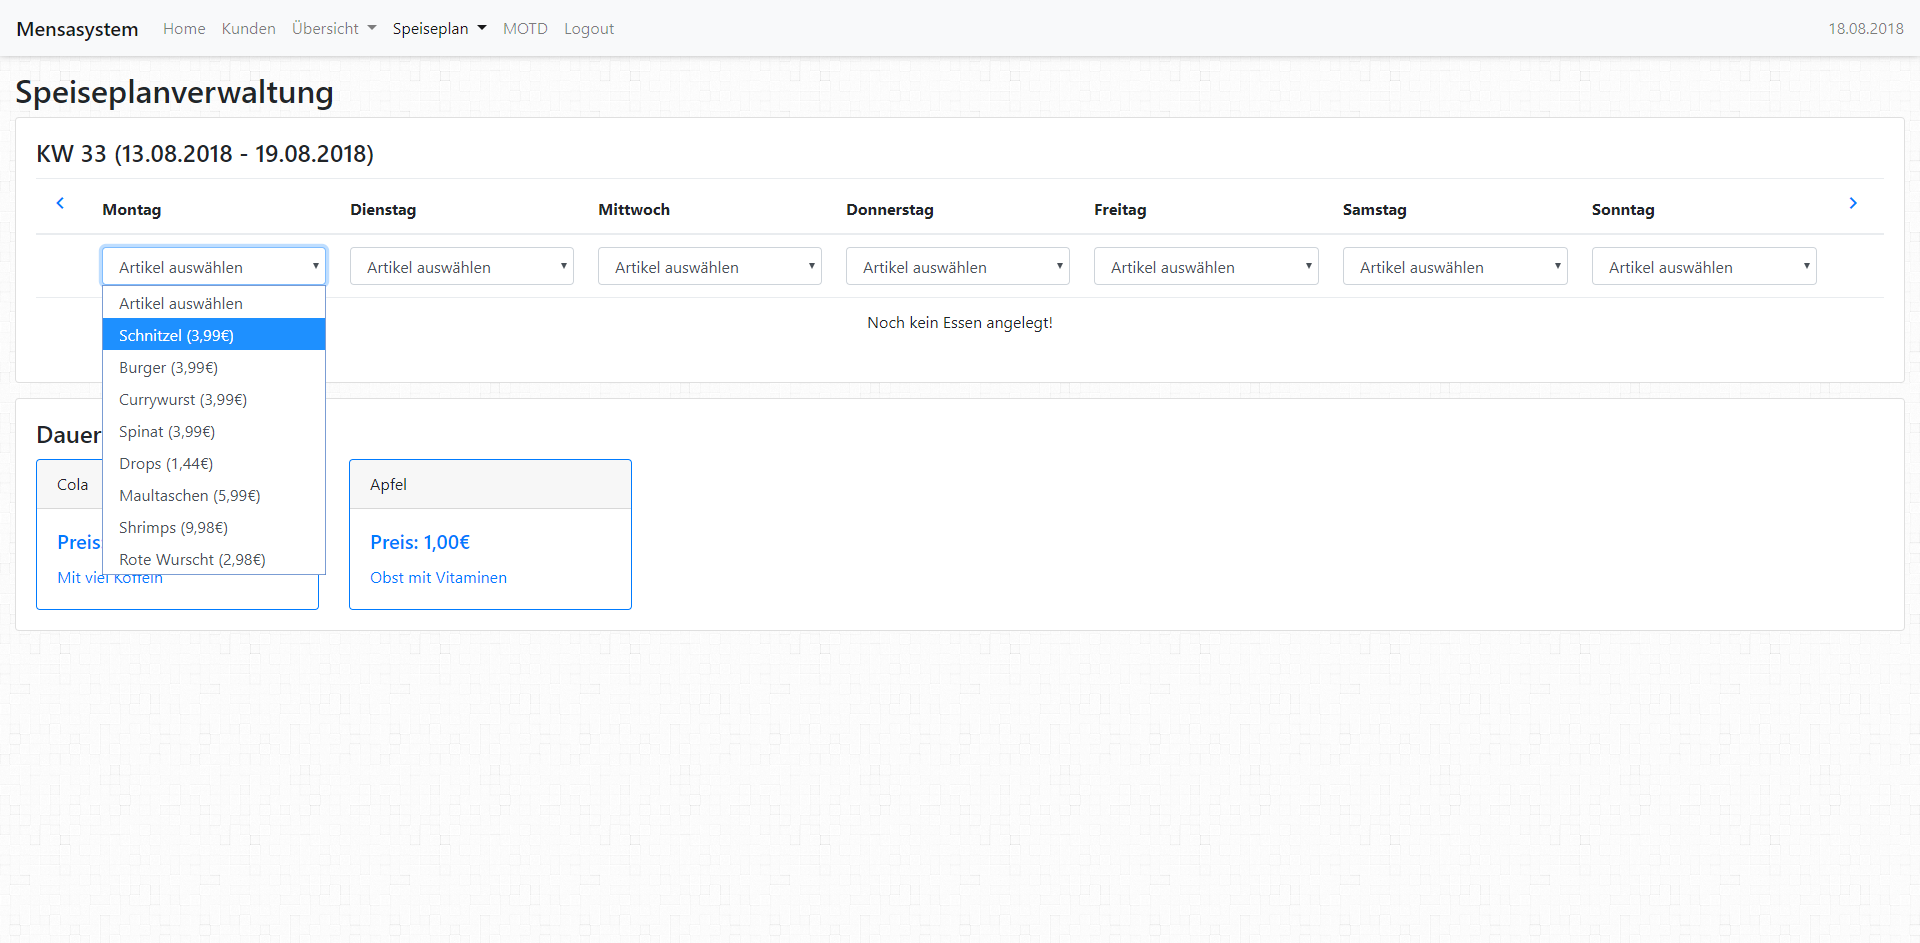 Mensasystem Home Kunden Übersicht Speiseplan MOTD Logout 18.08.2018
Speiseplanverwaltung
KW 33 (13.08.2018 - 19.08.2018)
Montag Dienstag Mittwoch Donnerstag Freitag Samstag Sonntag
Artikel auswählen Artikel auswählen Artikel auswählen Artikel auswählen Artikel auswählen Artikel auswählen Artikel auswählen
Artikel auswählen
Schnitzel (3,99€)
Burger (3,99€)
Currywurst (3,99€)
Spinat (3,99€)
Drops (1,44€)
Maultaschen (5,99€)
Shrimps (9,98€)
Rote Wurscht (2,98€)
Noch kein Essen angelegt!
Dauer
Cola
Preis:
Mit viel Koffein
Apfel
Preis: 1,00€
Obst mit Vitaminen